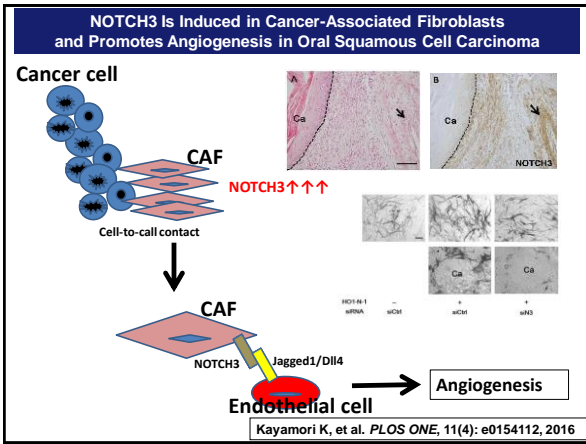 NOTCH3 Is Induced in Cancer-Associated Fibroblasts
and Promotes Angiogenesis in Oral Squamous Cell Carcinoma
Cancer cell
CAF
NOTCH3↑↑↑
Cell-to-call contact
A
Ca
B
Ca
NOTCH3
Ca
Ca
HO1-N-1 – + +
siRNA siCtrl siCtrl siN3
CAF
NOTCH3
Jagged1/Dll4
Endothelial cell
Angiogenesis
Kayamori K, et al. PLOS ONE, 11(4): e0154112, 2016